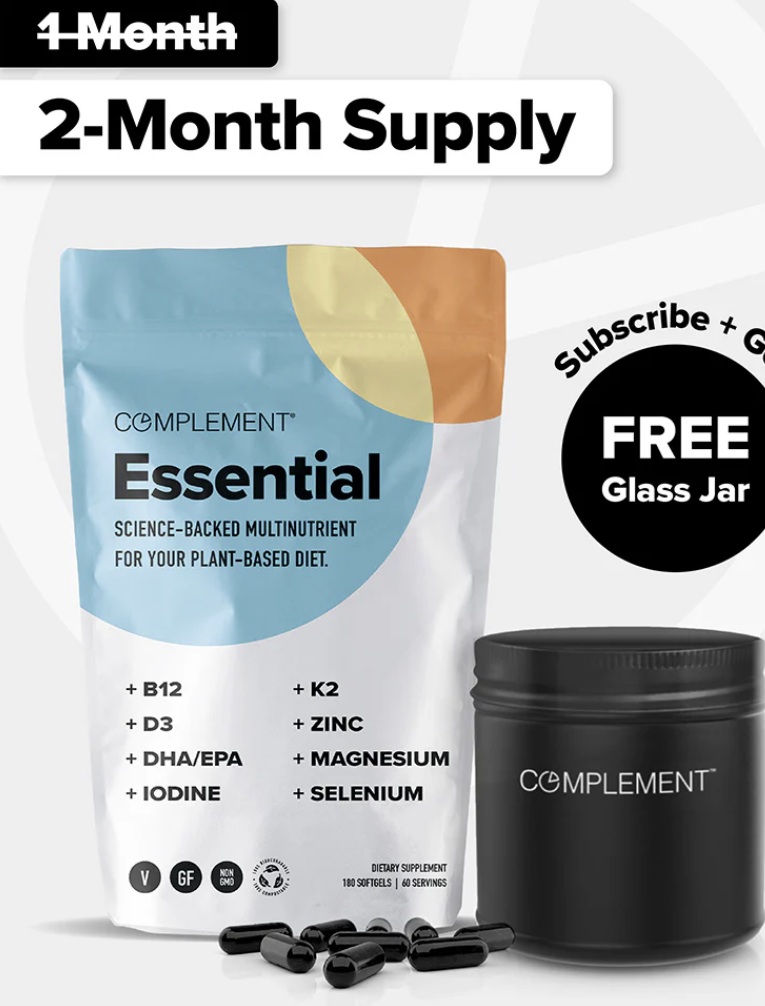 1 Month
2-Month Supply
Subscribe +
FREE
Glass Jar
COMPLEMENT®
Essential
SCIENCE-BACKED MULTINUTRIENT
FOR YOUR PLANT-BASED DIET.
+ B12
+ K2
+ D3
+ ZINC
+ DHA/EPA
+ MAGNESIUM
+ IODINE
+ SELENIUM
V
GF
NON
GMO
DIETARY SUPPLEMENT
180 SOFTGELS | 60 SERVINGS
COMPLEMENT™